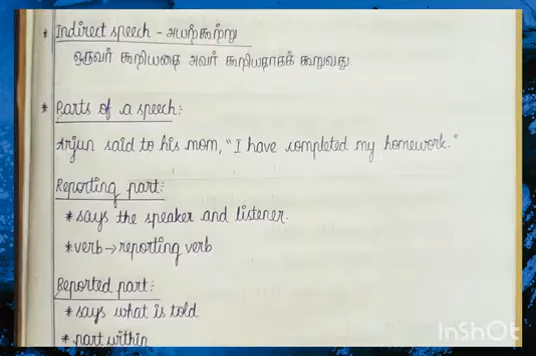 * Indirect speech - அயற்கூற்று
ஒருவர் கூறியதை அவர் கூறியதாகக் கூறுவது
* Parts of a speech:
Arjun said to his mom, "I have completed my homework."
Reporting part:
* says the speaker and listener.
* verb → reporting verb
Reported part:
* says what is told
* part within
InShOt